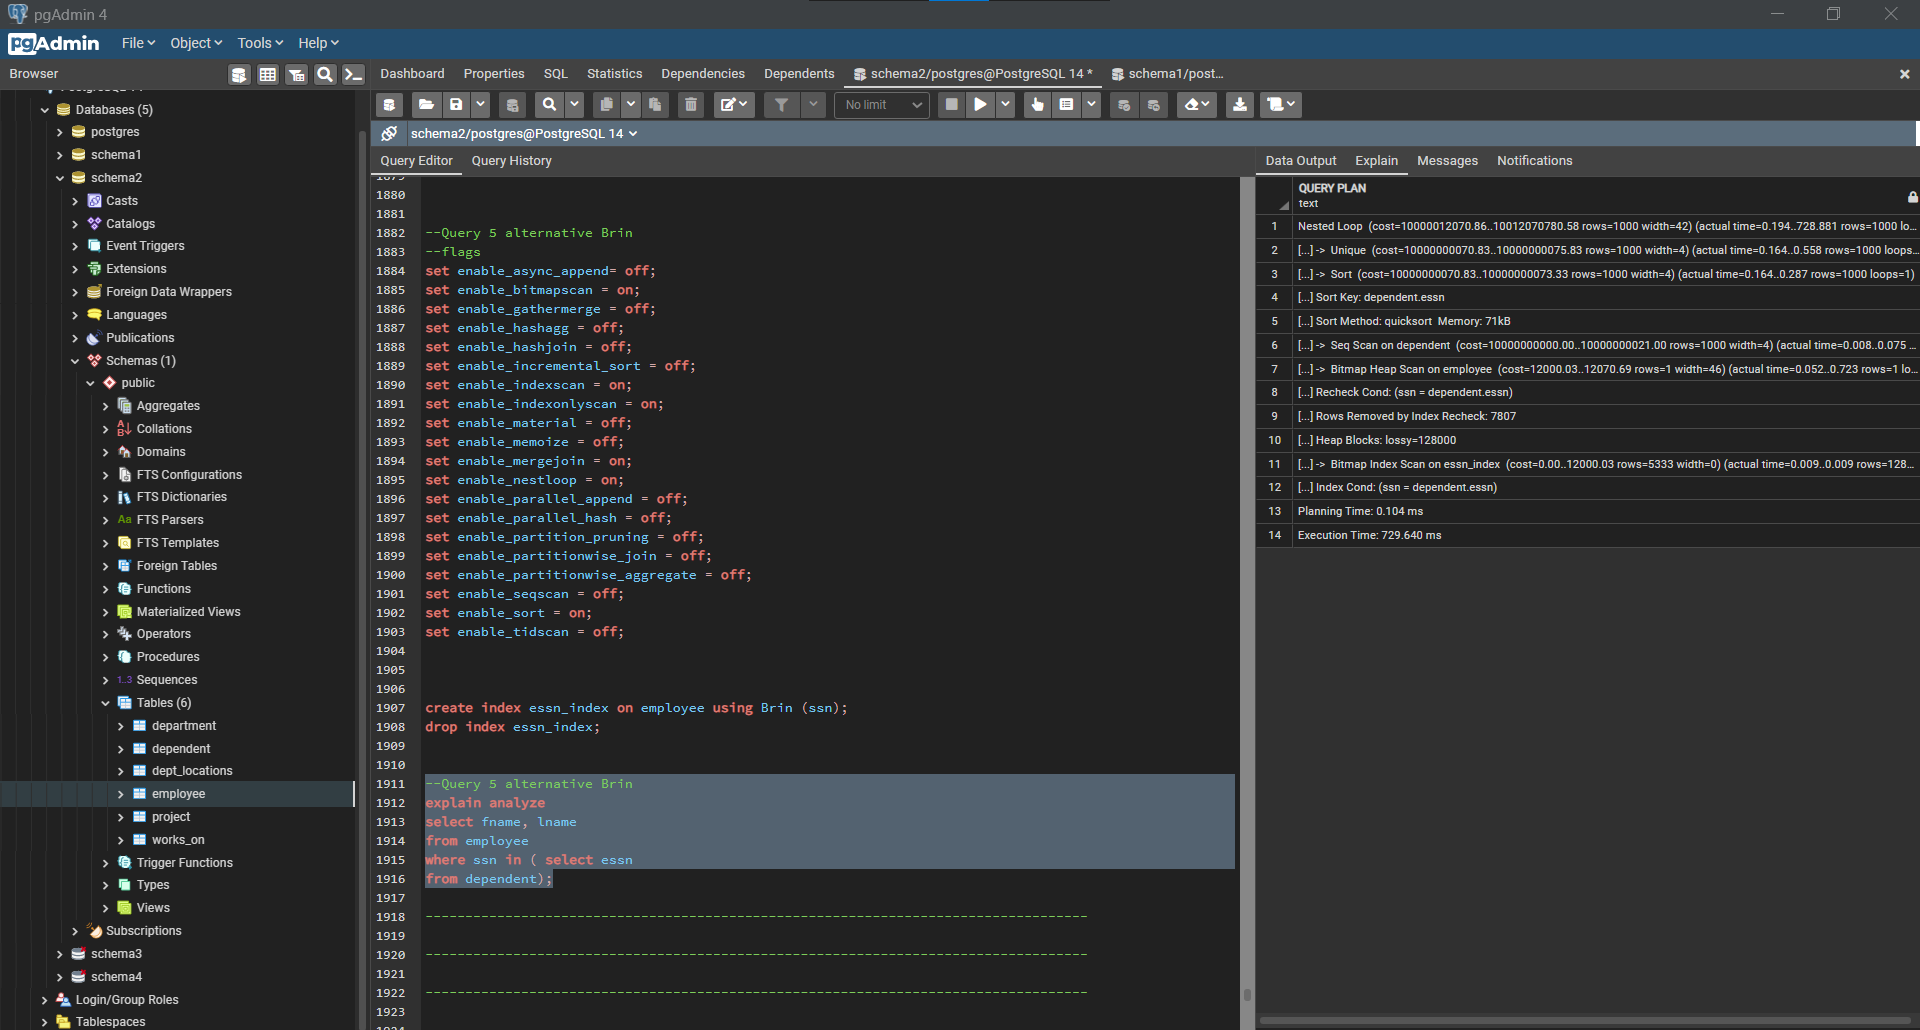 pgAdmin 4
pgAdmin File Object Tools Help
Browser
Dashboard Properties SQL Statistics Dependencies Dependents schema2/postgres@PostgreSQL 14 * schema1/post...
No limit
schema2/postgres@PostgreSQL 14
Databases (5)
postgres
schema1
schema2
Casts
Catalogs
Event Triggers
Extensions
Foreign Data Wrappers
Languages
Publications
Schemas (1)
public
Aggregates
Collations
Domains
FTS Configurations
FTS Dictionaries
Aa FTS Parsers
FTS Templates
Foreign Tables
Functions
Materialized Views
Operators
Procedures
1..3 Sequences
Tables (6)
department
dependent
dept_locations
employee
project
works_on
Trigger Functions
Types
Views
Subscriptions
schema3
schema4
Login/Group Roles
Tablespaces
Query Editor Query History
1880
1881
1882 --Query 5 alternative Brin
1883 --flags
1884 set enable_async_append= off;
1885 set enable_bitmapscan = on;
1886 set enable_gathermerge = off;
1887 set enable_hashagg = off;
1888 set enable_hashjoin = off;
1889 set enable_incremental_sort = off;
1890 set enable_indexscan = on;
1891 set enable_indexonlyscan = on;
1892 set enable_material = off;
1893 set enable_memoize = off;
1894 set enable_mergejoin = on;
1895 set enable_nestloop = on;
1896 set enable_parallel_append = off;
1897 set enable_parallel_hash = off;
1898 set enable_partition_pruning = off;
1899 set enable_partitionwise_join = off;
1900 set enable_partitionwise_aggregate = off;
1901 set enable_seqscan = off;
1902 set enable_sort = on;
1903 set enable_tidscan = off;
1904
1905
1906
1907 create index essn_index on employee using Brin (ssn);
1908 drop index essn_index;
1909
1910
1911 --Query 5 alternative Brin
1912 explain analyze
1913 select fname, lname
1914 from employee
1915 where ssn in ( select essn
1916 from dependent);
1917
1918 -----------------------------------------------------------------------------------
1919
1920 -----------------------------------------------------------------------------------
1921
1922 -----------------------------------------------------------------------------------
1923
Data Output Explain Messages Notifications
QUERY PLAN
text
1 Nested Loop (cost=10000012070.86..10012070780.58 rows=1000 width=42) (actual time=0.194..728.881 rows=1000 lo...
2 [...] -> Unique (cost=10000000070.83..10000000075.83 rows=1000 width=4) (actual time=0.164..0.558 rows=1000 loops...
3 [...] -> Sort (cost=10000000070.83..10000000073.33 rows=1000 width=4) (actual time=0.164..0.287 rows=1000 loops=1)
4 [...] Sort Key: dependent.essn
5 [...] Sort Method: quicksort Memory: 71kB
6 [...] -> Seq Scan on dependent (cost=10000000000.00..10000000021.00 rows=1000 width=4) (actual time=0.008..0.075 ...
7 [...] -> Bitmap Heap Scan on employee (cost=12000.03..12070.69 rows=1 width=46) (actual time=0.052..0.723 rows=1 lo...
8 [...] Recheck Cond: (ssn = dependent.essn)
9 [...] Rows Removed by Index Recheck: 7807
10 [...] Heap Blocks: lossy=128000
11 [...] -> Bitmap Index Scan on essn_index (cost=0.00..12000.03 rows=5333 width=0) (actual time=0.009..0.009 rows=128...
12 [...] Index Cond: (ssn = dependent.essn)
13 Planning Time: 0.104 ms
14 Execution Time: 729.640 ms